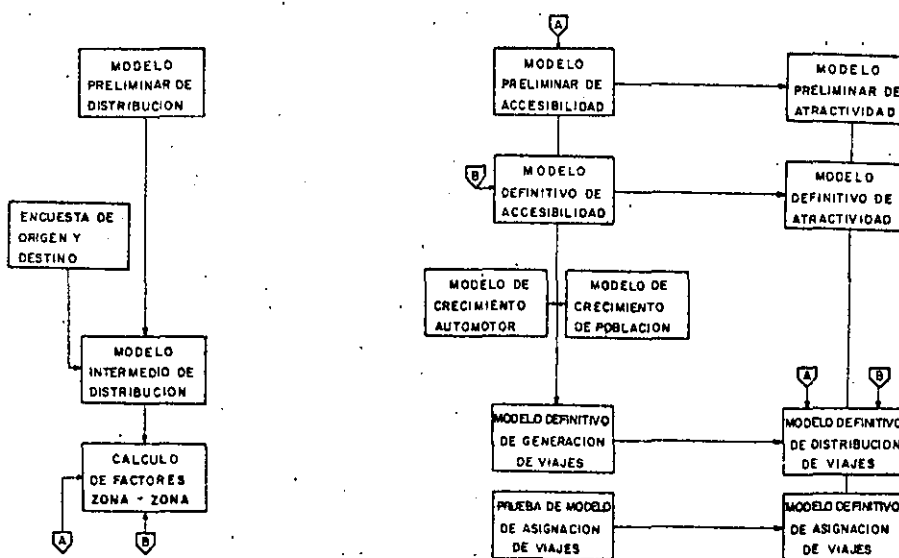 MODELO
PRELIMINAR DE
DISTRIBUCION
ENCUESTA DE
ORIGEN Y
DESTINO
MODELO
INTERMEDIO DE
DISTRIBUCION
CALCULO
DE FACTORES
ZONA - ZONA
A
B
A
MODELO
PRELIMINAR DE
ACCESIBILIDAD
MODELO
PRELIMINAR DE
ATRACTIVIDAD
B
MODELO
DEFINITIVO DE
ACCESIBILIDAD
MODELO
DEFINITIVO DE
ATRACTIVIDAD
MODELO DE
CRECIMIENTO
AUTOMOTOR
MODELO DE
CRECIMIENTO
DE POBLACION
A
B
MODELO DEFINITIVO
DE GENERACION
DE VIAJES
MODELO DEFINITIVO
DE DISTRIBUCION
DE VIAJES
PRUEBA DE MODELO
DE ASIGNACION
DE VIAJES
MODELO DEFINITIVO
DE ASIGNACION
DE VIAJES